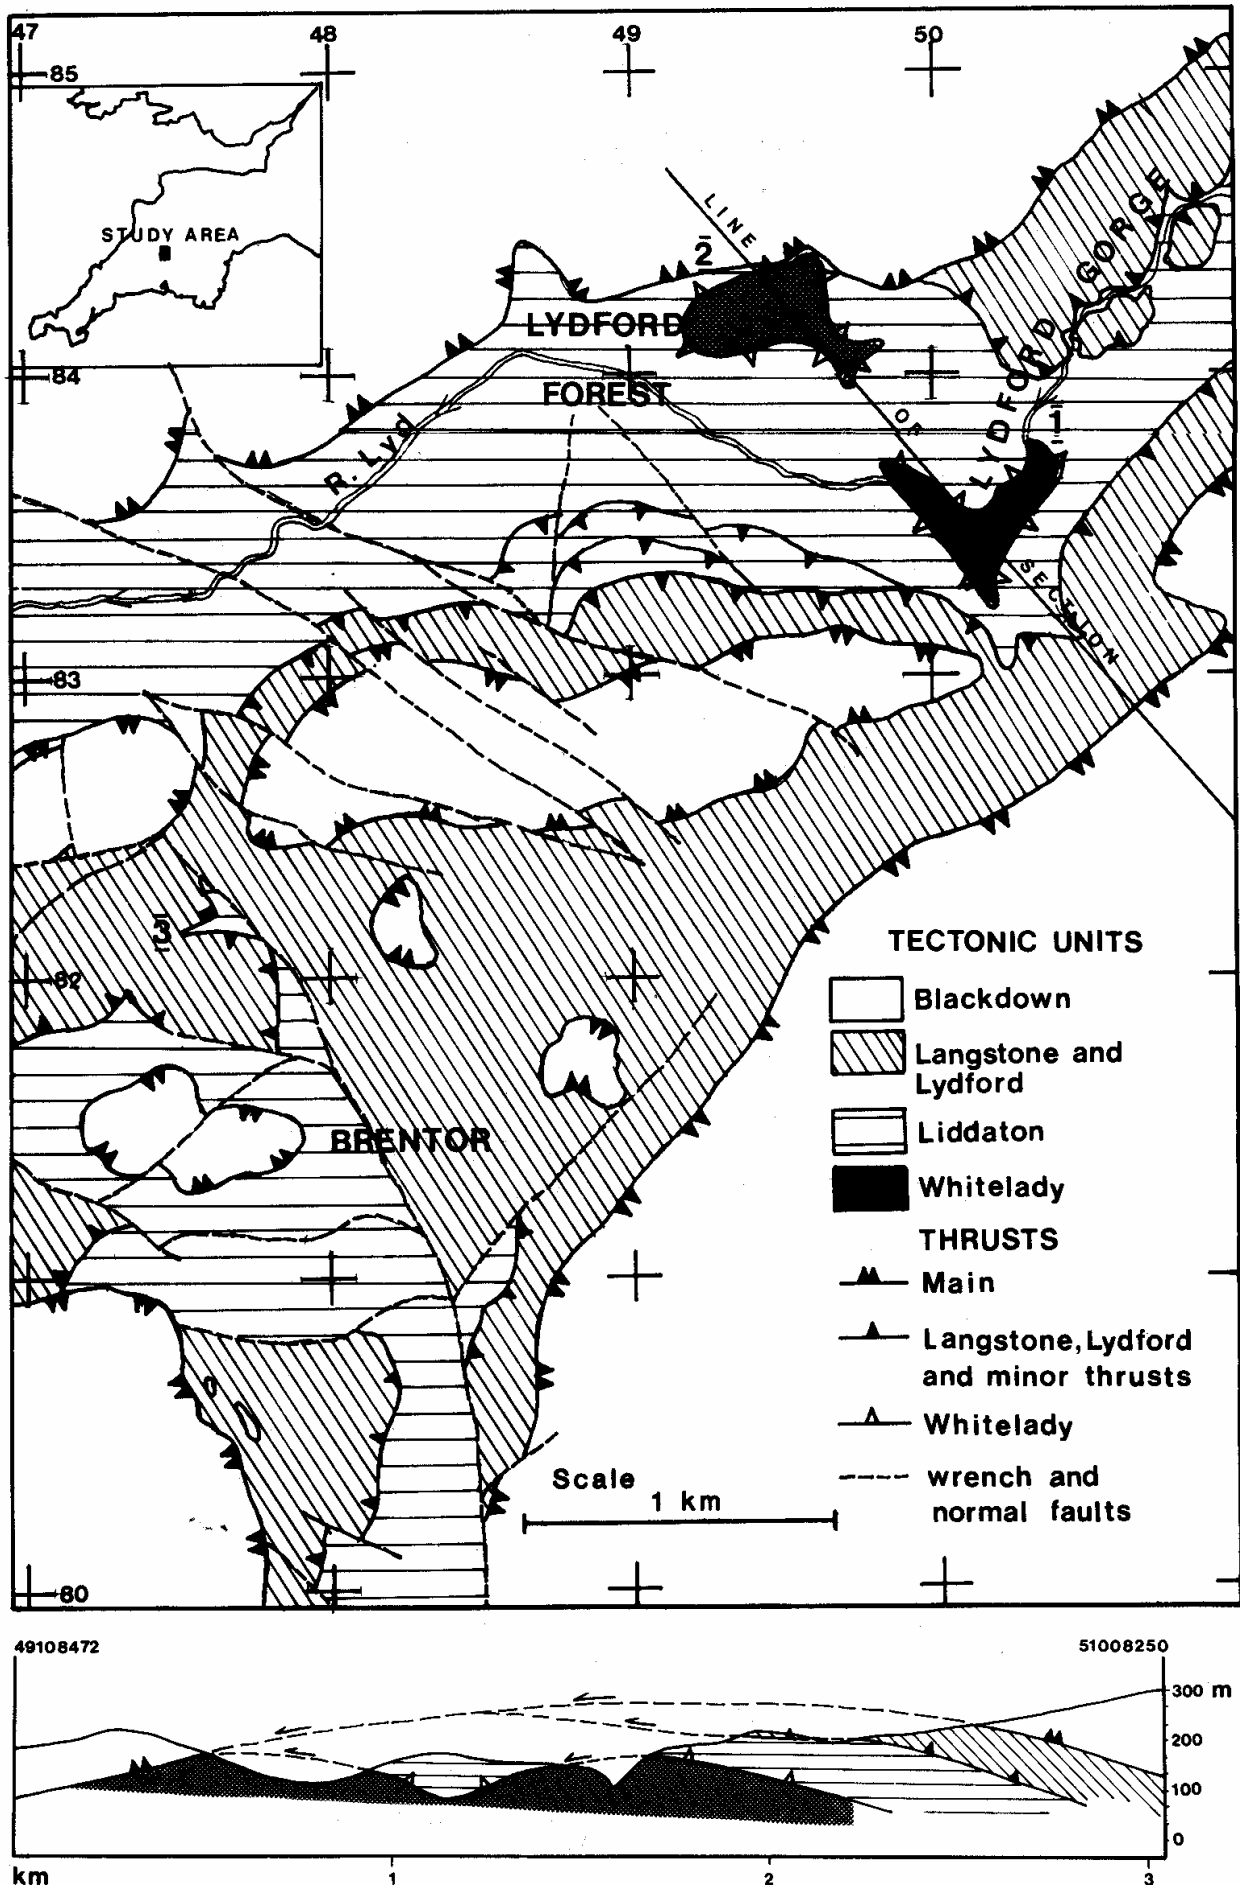 47
48
49
50
85
STUDY AREA
LINE
2
LYDFORD
84
FOREST
LYDFORD GORGE
OF
1
R. Lyd
SECTION
83
3
TECTONIC UNITS
82
Blackdown
Langstone and
Lydford
BRENTOR
Liddaton
Whitelady
THRUSTS
Main
Langstone, Lydford
and minor thrusts
Whitelady
Scale
1 km
wrench and
normal faults
80
49108472
51008250
300 m
200
100
0
km
1
2
3